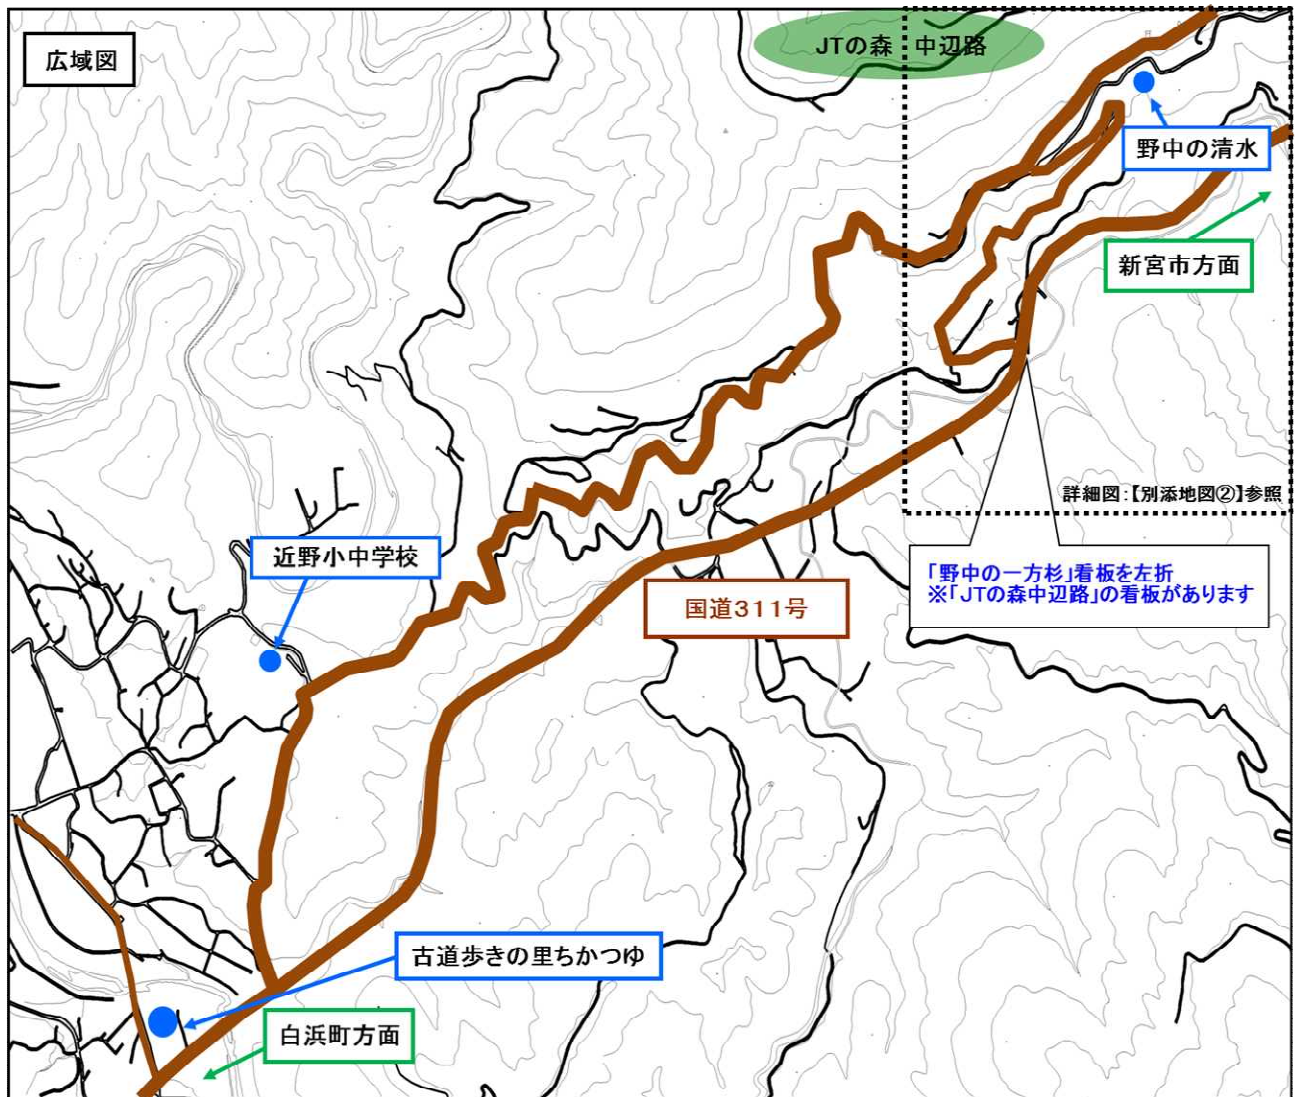 広域図
JTの森 中辺路
野中の清水
新宮市方面
詳細図:【別添地図②】参照
近野小中学校
「野中の一方杉」看板を左折
※「JTの森中辺路」の看板があります
国道311号
古道歩きの里ちかつゆ
白浜町方面